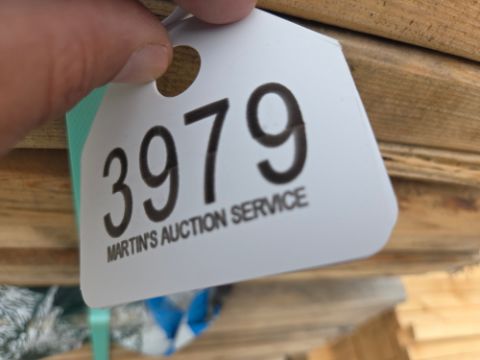 3979
MARTIN'S AUCTION SERVICE